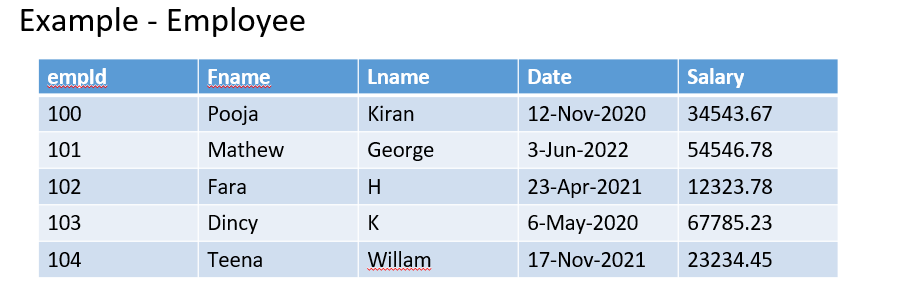 Example - Employee
empId Fname Lname Date Salary
100 Pooja Kiran 12-Nov-2020 34543.67
101 Mathew George 3-Jun-2022 54546.78
102 Fara H 23-Apr-2021 12323.78
103 Dincy K 6-May-2020 67785.23
104 Teena Willam 17-Nov-2021 23234.45